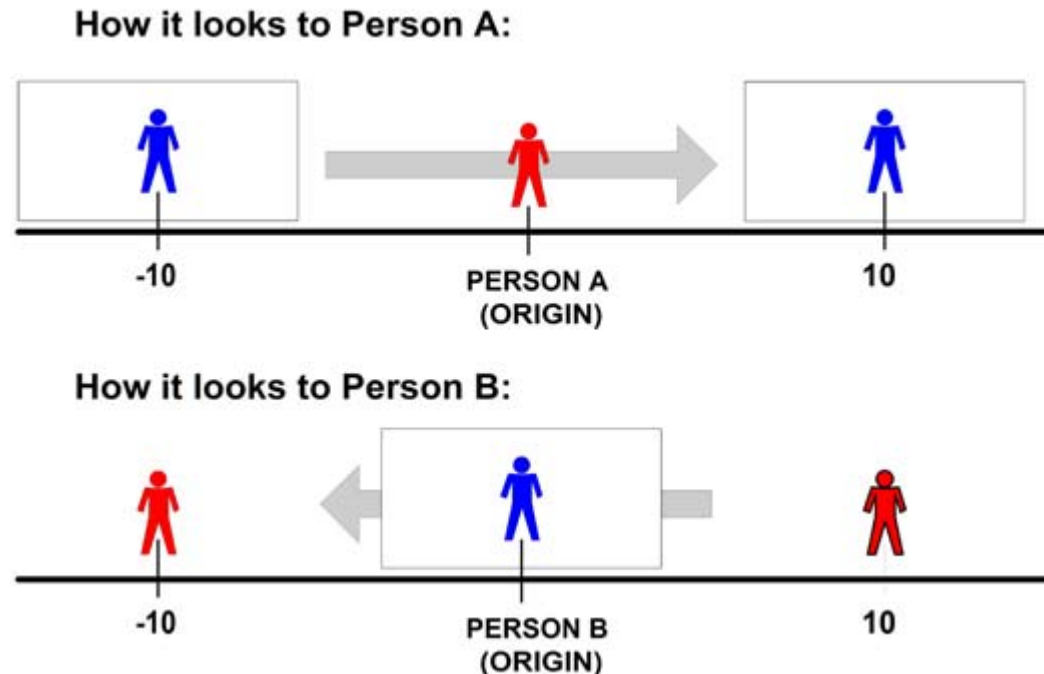 How it looks to Person A:
-10
PERSON A
(ORIGIN)
10
How it looks to Person B:
-10
PERSON B
(ORIGIN)
10